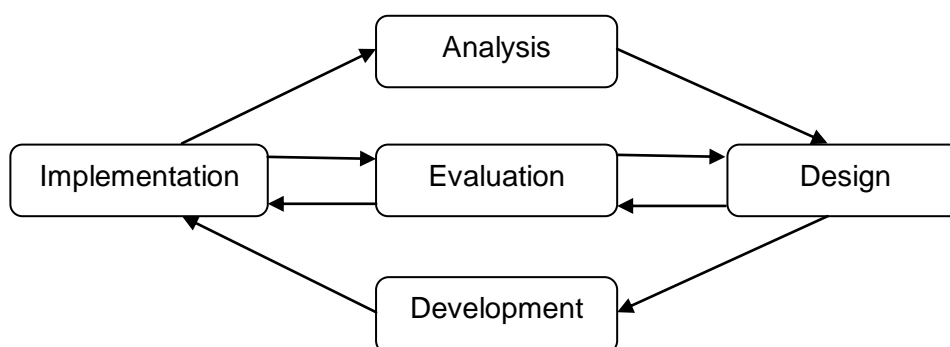 Analysis
Implementation
Evaluation
Design
Development